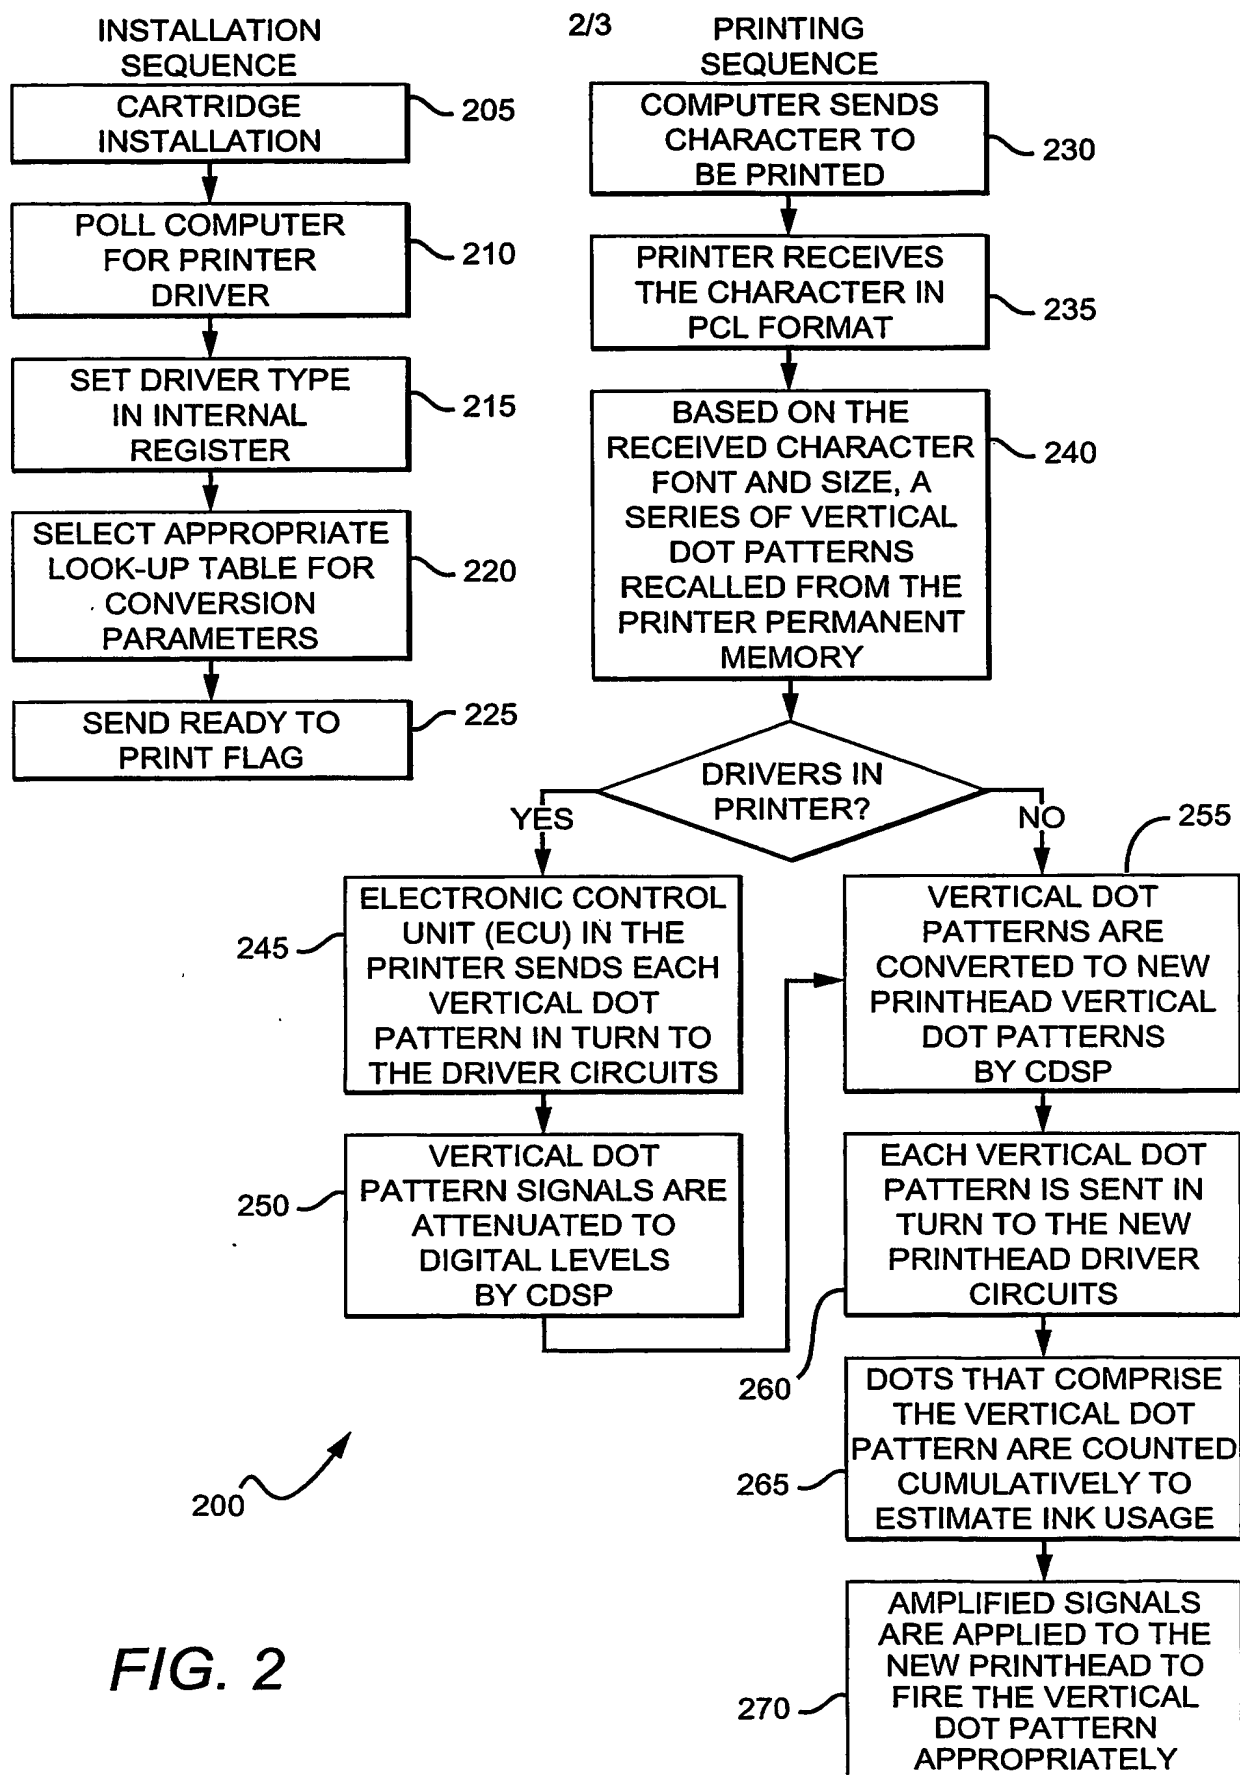 2/3
INSTALLATION
SEQUENCE
CARTRIDGE
INSTALLATION
205
POLL COMPUTER
FOR PRINTER
DRIVER
210
SET DRIVER TYPE
IN INTERNAL
REGISTER
215
SELECT APPROPRIATE
LOOK-UP TABLE FOR
CONVERSION
PARAMETERS
220
SEND READY TO
PRINT FLAG
225
PRINTING
SEQUENCE
COMPUTER SENDS
CHARACTER TO
BE PRINTED
230
PRINTER RECEIVES
THE CHARACTER IN
PCL FORMAT
235
BASED ON THE
RECEIVED CHARACTER
FONT AND SIZE, A
SERIES OF VERTICAL
DOT PATTERNS
RECALLED FROM THE
PRINTER PERMANENT
MEMORY
240
DRIVERS IN
PRINTER?
YES
NO
ELECTRONIC CONTROL
UNIT (ECU) IN THE
PRINTER SENDS EACH
VERTICAL DOT
PATTERN IN TURN TO
THE DRIVER CIRCUITS
245
VERTICAL DOT
PATTERN SIGNALS ARE
ATTENUATED TO
DIGITAL LEVELS
BY CDSP
250
255
VERTICAL DOT
PATTERNS ARE
CONVERTED TO NEW
PRINTHEAD VERTICAL
DOT PATTERNS
BY CDSP
EACH VERTICAL DOT
PATTERN IS SENT IN
TURN TO THE NEW
PRINTHEAD DRIVER
CIRCUITS
260
DOTS THAT COMPRISE
THE VERTICAL DOT
PATTERN ARE COUNTED
CUMULATIVELY TO
ESTIMATE INK USAGE
265
AMPLIFIED SIGNALS
ARE APPLIED TO THE
NEW PRINTHEAD TO
FIRE THE VERTICAL
DOT PATTERN
APPROPRIATELY
270
200
FIG. 2